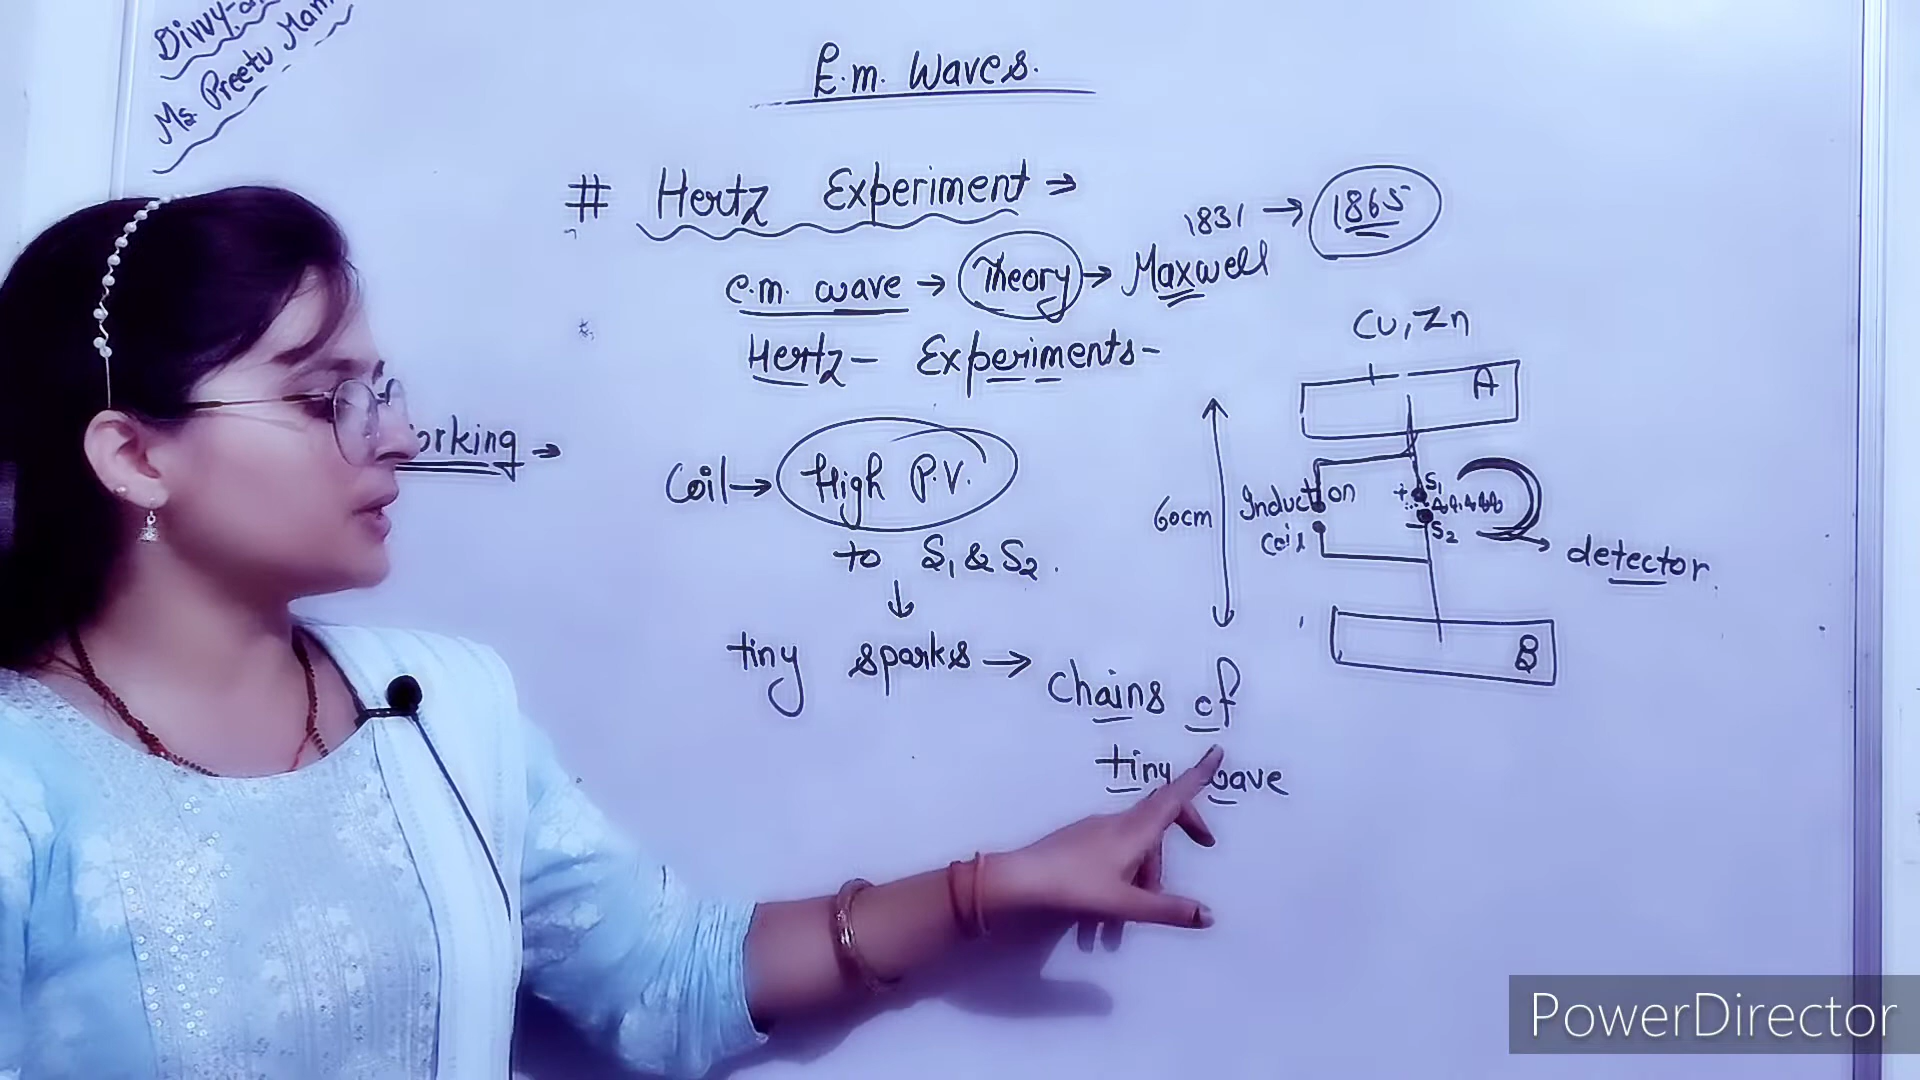 Ms. Preetu Mam
E.m. Waves.
# Hertz Experiment →
1831 → 1865
e.m. wave → Theory → Maxwell
Hertz - Experiments-
Cu, Zn
A
orking →
Coil → High P.V.
to S1 & S2.
↓
tiny sparks → Chains of
tiny wave
60cm
Induction
Coil
+ S1
- S2
detector
B
PowerDirector